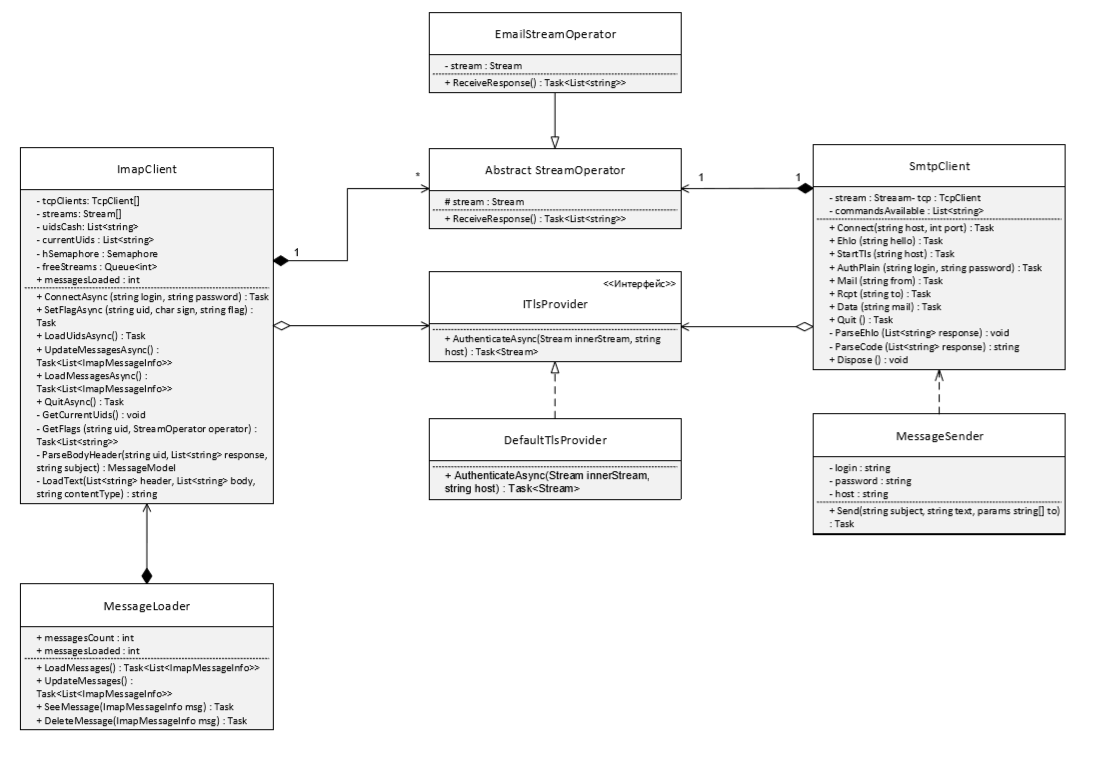 EmailStreamOperator
- stream : Stream
+ ReceiveResponse() : Task<List<string>>
ImapClient
- tcpClients: TcpClient[]
- streams: Stream[]
- uidsCash: List<string>
- currentUids : List<string>
- hSemaphore : Semaphore
- freeStreams : Queue<int>
+ messagesLoaded : int
+ ConnectAsync (string login, string password) : Task
+ SetFlagAsync (string uid, char sign, string flag) :
Task
+ LoadUidsAsync() : Task
+ UpdateMessagesAsync() :
Task<List<ImapMessageInfo>>
+ LoadMessagesAsync() :
Task<List<ImapMessageInfo>>
+ QuitAsync() : Task
- GetCurrentUids() : void
- GetFlags (string uid, StreamOperator operator) :
Task<List<string>>
- ParseBodyHeader(string uid, List<string> response,
string subject) : MessageModel
- LoadText(List<string> header, List<string> body,
string contentType) : string
*
1
Abstract StreamOperator
# stream : Stream
+ ReceiveResponse() : Task<List<string>>
1
1
SmtpClient
- stream : Streaam- tcp : TcpClient
- commandsAvailable : List<string>
+ Connect(string host, int port) : Task
+ Ehlo (string hello) : Task
+ StartTls (string host) : Task
+ AuthPlain (string login, string password) : Task
+ Mail (string from) : Task
+ Rcpt (string to) : Task
+ Data (string mail) : Task
+ Quit () : Task
- ParseEhlo (List<string> response) : void
- ParseCode (List<string> response) : string
+ Dispose () : void
<<Интерфейс>>
ITlsProvider
+ AuthenticateAsync(Stream innerStream, string
host) : Task<Stream>
DefaultTlsProvider
+ AuthenticateAsync(Stream innerStream,
string host) : Task<Stream>
MessageSender
- login : string
- password : string
- host : string
+ Send(string subject, string text, params string[] to)
: Task
MessageLoader
+ messagesCount : int
+ messagesLoaded : int
+ LoadMessages() : Task<List<ImapMessageInfo>>
+ UpdateMessages() :
Task<List<ImapMessageInfo>>
+ SeeMessage(ImapMessageInfo msg) : Task
+ DeleteMessage(ImapMessageInfo msg) : Task